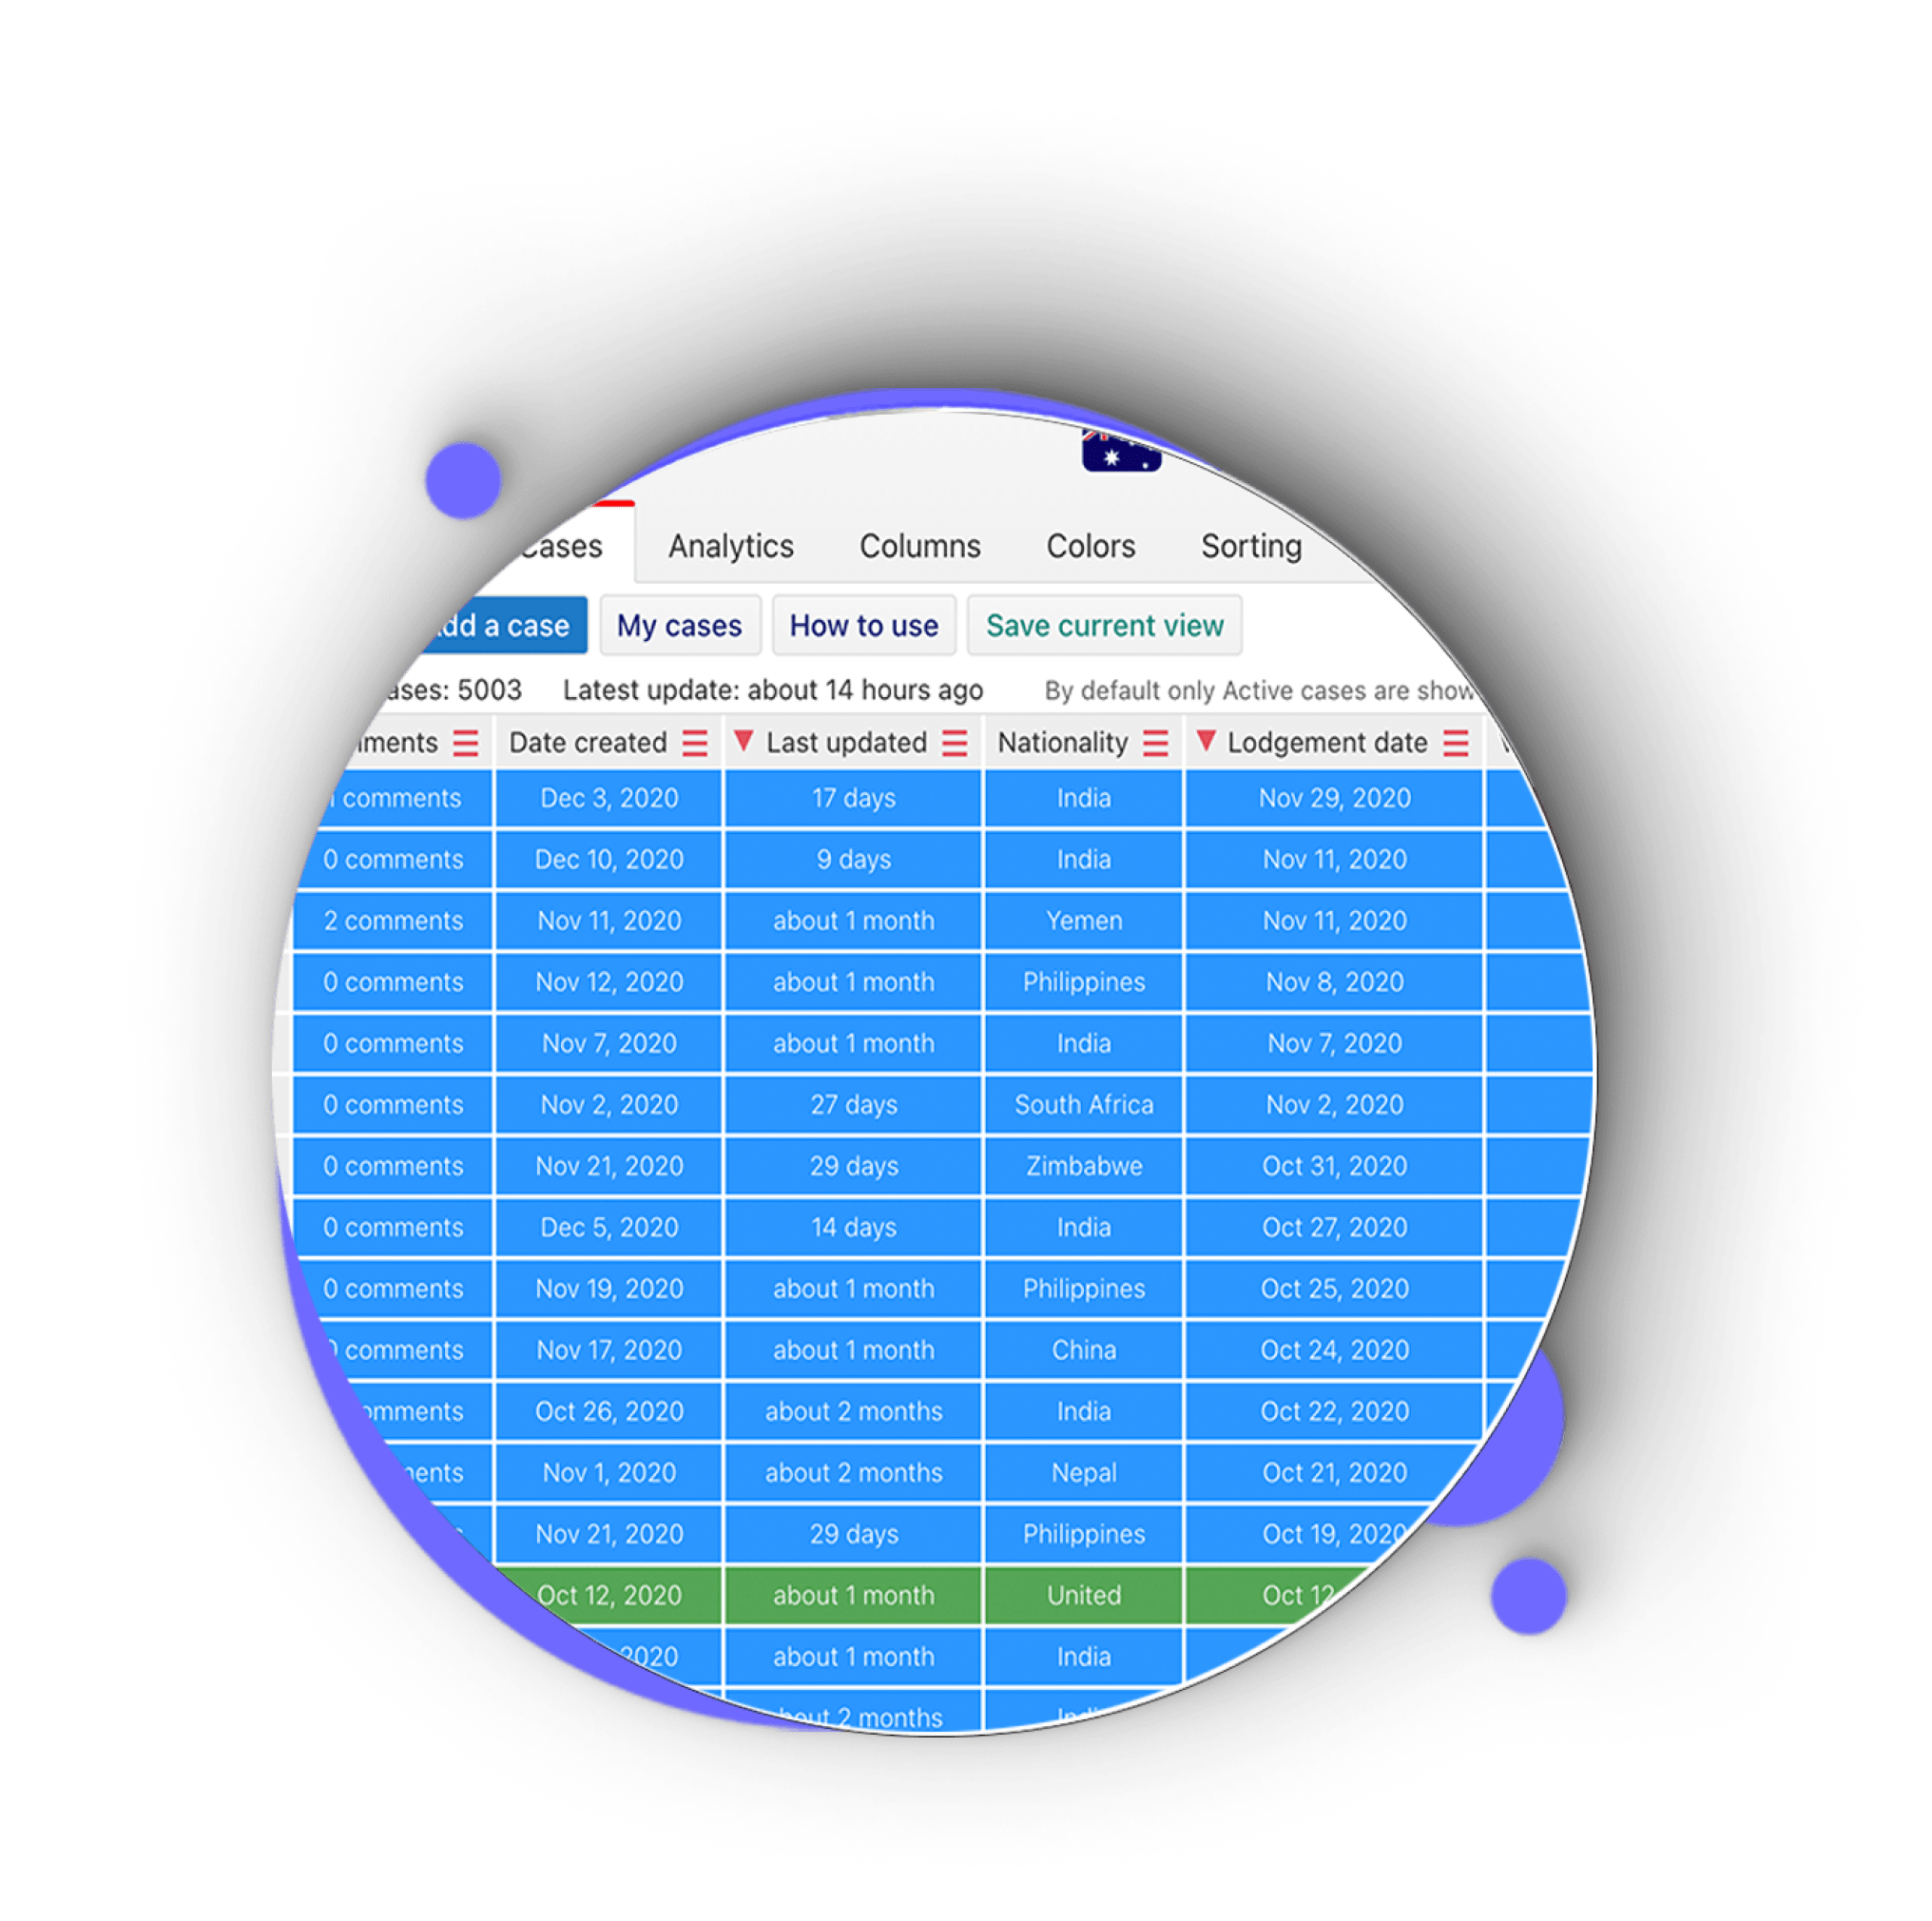 Analytics Columns Colors Sorting
a case My cases How to use Save current view
5003 Latest update: about 14 hours ago By default only Active cases are
Date created Last updated Nationality Lodgement date
comments Dec 3, 2020 17 days India Nov 29, 2020
0 comments Dec 10, 2020 9 days India Nov 11, 2020
2 comments Nov 11, 2020 about 1 month Yemen Nov 11, 2020
0 comments Nov 12, 2020 about 1 month Philippines Nov 8, 2020
0 comments Nov 7, 2020 about 1 month India Nov 7, 2020
0 comments Nov 2, 2020 27 days South Africa Nov 2, 2020
0 comments Nov 21, 2020 29 days Zimbabwe Oct 31, 2020
0 comments Dec 5, 2020 14 days India Oct 27, 2020
0 comments Nov 19, 2020 about 1 month Philippines Oct 25, 2020
comments Nov 17, 2020 about 1 month China Oct 24, 2020
Oct 26, 2020 about 2 months India Oct 22, 2020
Nov 1, 2020 about 2 months Nepal Oct 21, 2020
Nov 21, 2020 29 days Philippines Oct 19, 2020
Oct 12, 2020 about 1 month United Oct 12
2020 about 1 month India
2 months